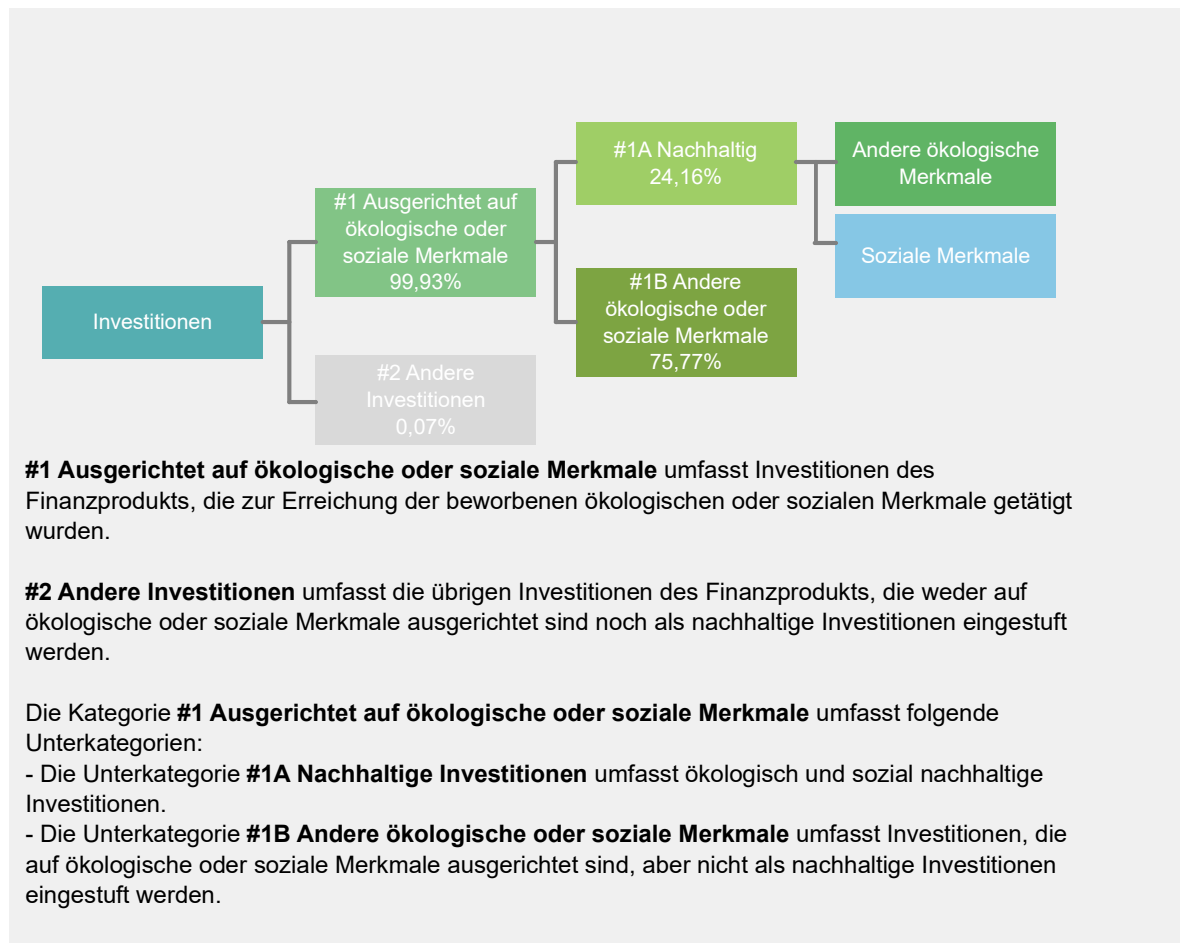 #1A Nachhaltig
24,16%
Andere ökologische
Merkmale
#1 Ausgerichtet auf
ökologische oder
soziale Merkmale
99,93%
Soziale Merkmale
#1B Andere
ökologische oder
soziale Merkmale
75,77%
Investitionen
#2 Andere
Investitionen
0,07%
#1 Ausgerichtet auf ökologische oder soziale Merkmale umfasst Investitionen des
Finanzprodukts, die zur Erreichung der beworbenen ökologischen oder sozialen Merkmale getätigt
wurden.
#2 Andere Investitionen umfasst die übrigen Investitionen des Finanzprodukts, die weder auf
ökologische oder soziale Merkmale ausgerichtet sind noch als nachhaltige Investitionen eingestuft
werden.
Die Kategorie #1 Ausgerichtet auf ökologische oder soziale Merkmale umfasst folgende
Unterkategorien:
- Die Unterkategorie #1A Nachhaltige Investitionen umfasst ökologisch und sozial nachhaltige
Investitionen.
- Die Unterkategorie #1B Andere ökologische oder soziale Merkmale umfasst Investitionen, die
auf ökologische oder soziale Merkmale ausgerichtet sind, aber nicht als nachhaltige Investitionen
eingestuft werden.